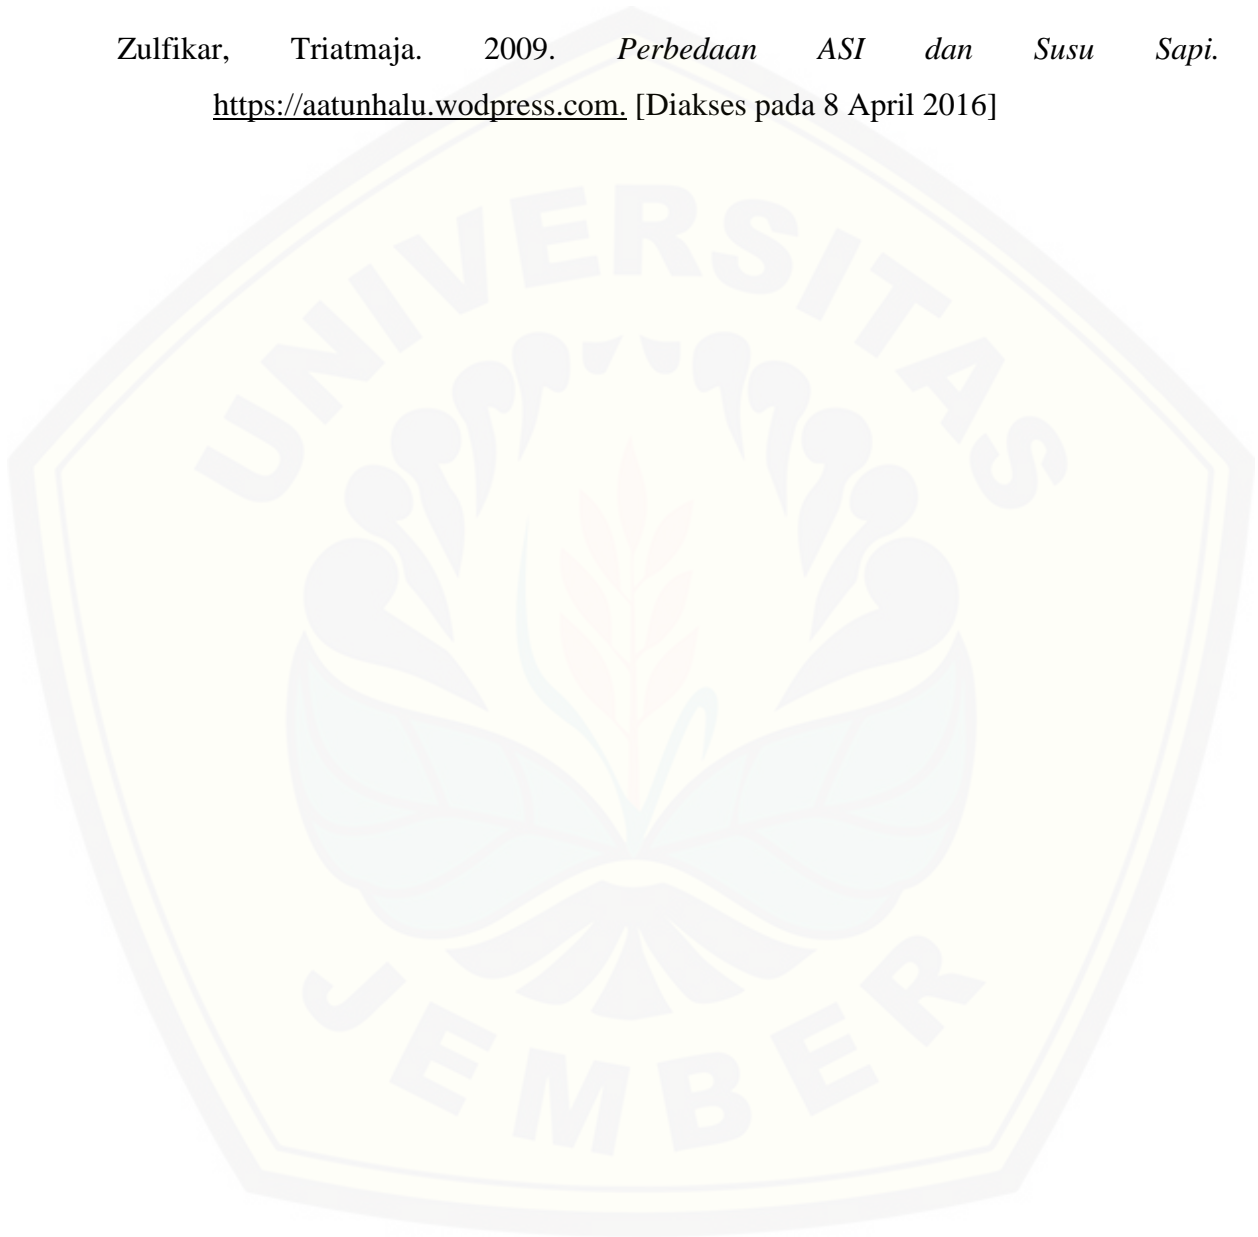 Zulfikar, Triatmaja. 2009. Perbedaan ASI dan Susu Sapi.
https://aatunhalu.wodpress.com. [Diakses pada 8 April 2016]
UNIVERSITAS
JEMBER